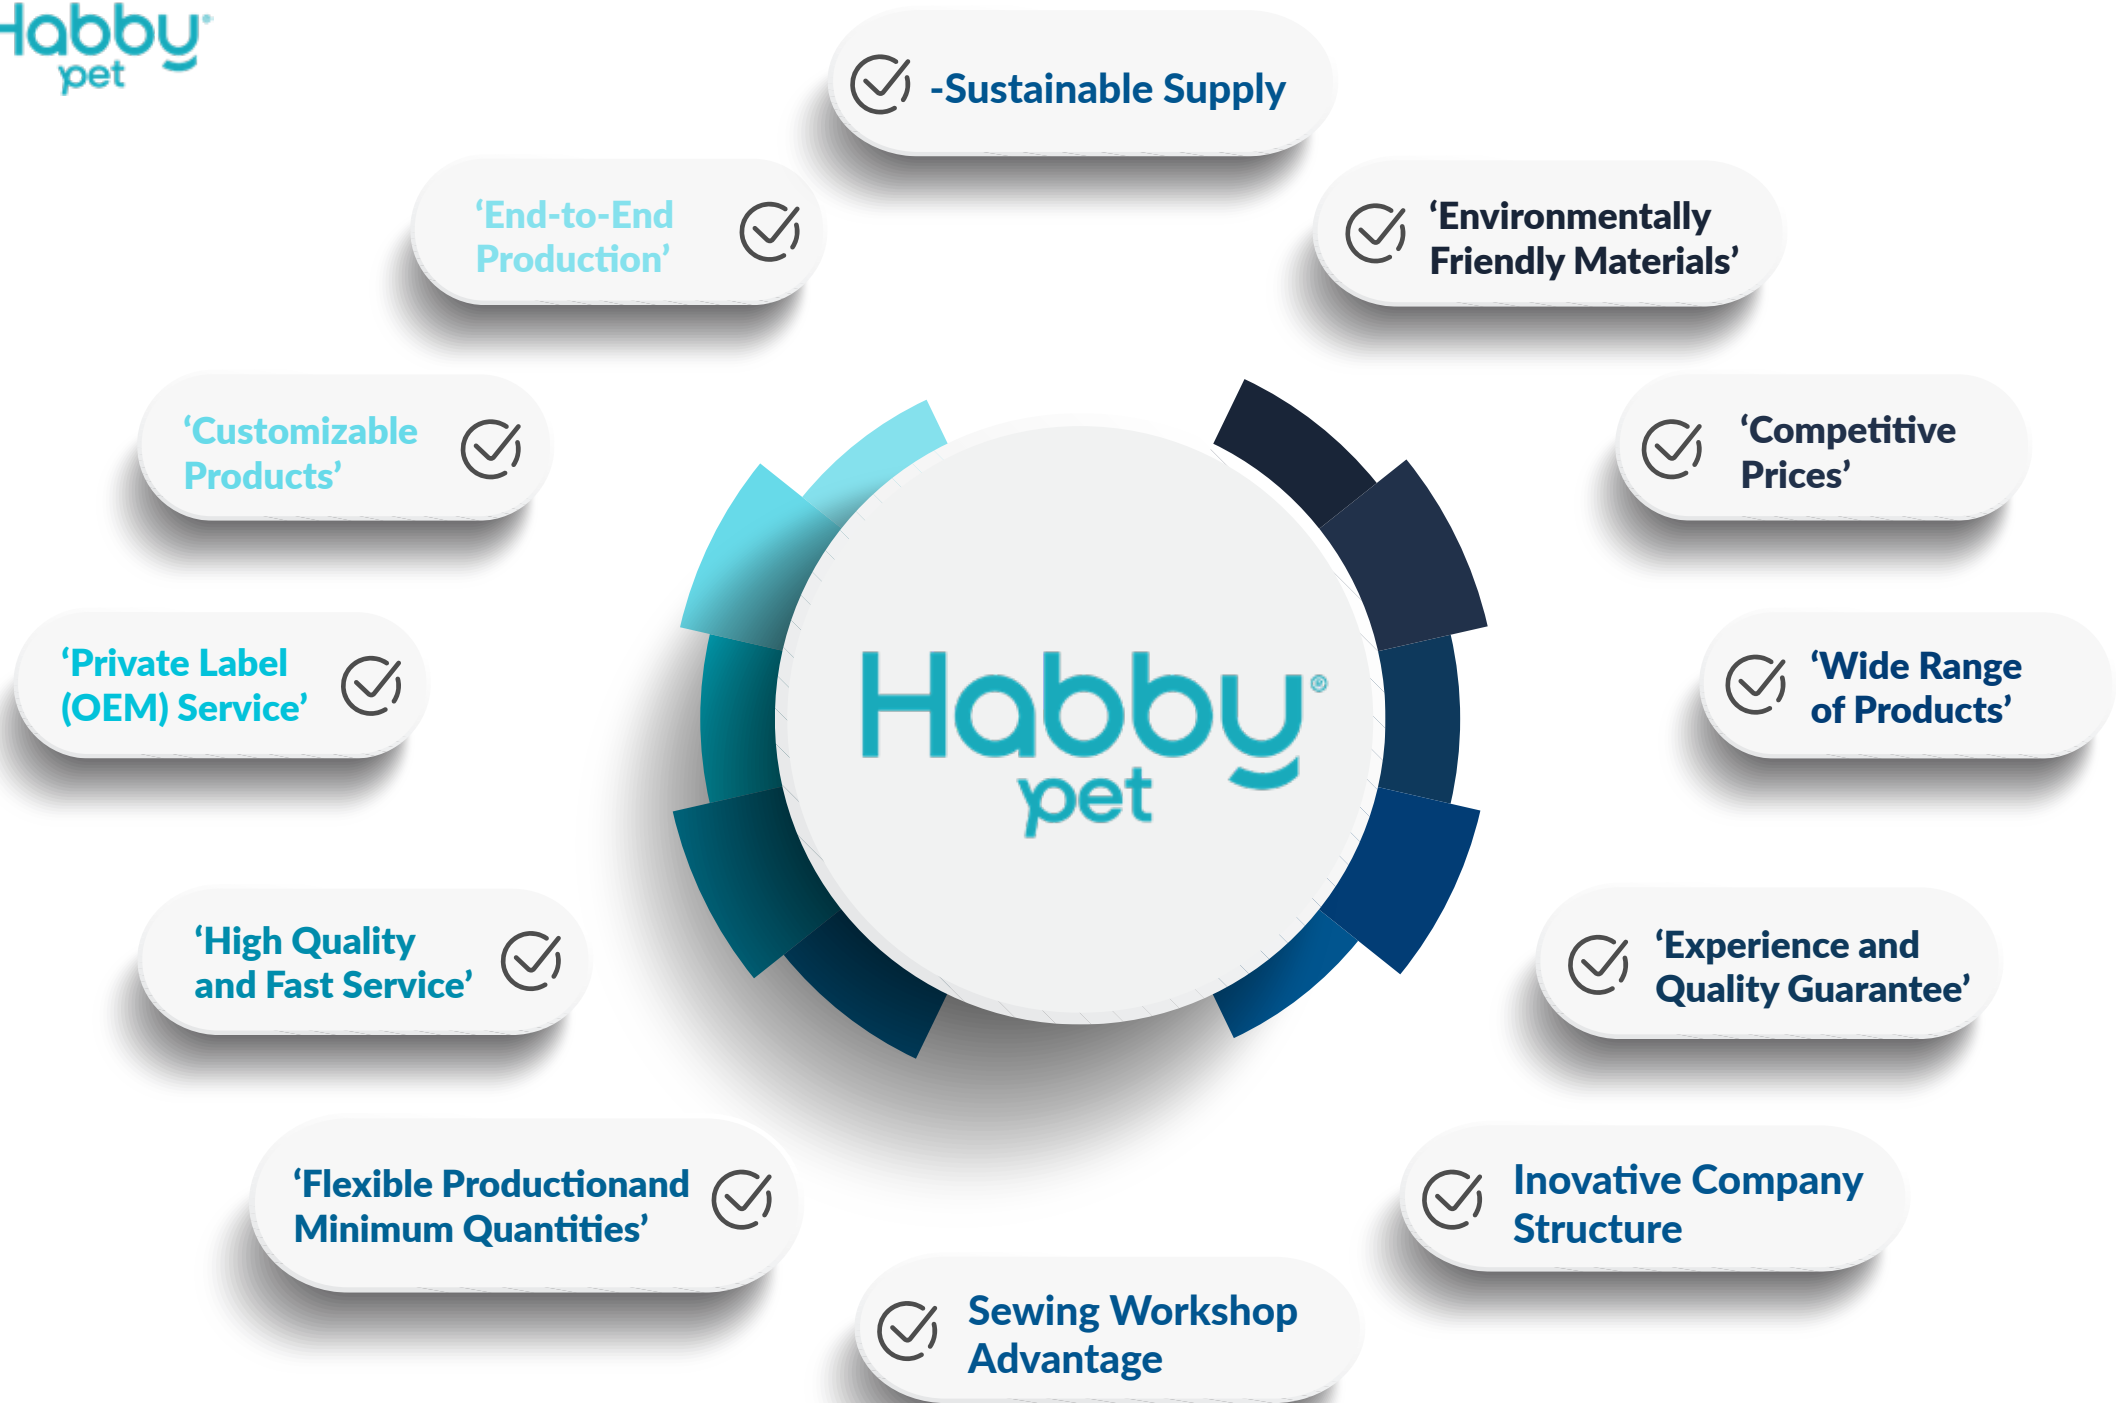 Habby
pet
-Sustainable Supply
‘End-to-End
Production’
‘Environmentally
Friendly Materials’
‘Customizable
Products’
‘Competitive
Prices’
‘Private Label
(OEM) Service’
‘Wide Range
of Products’
Habby®
pet
‘High Quality
and Fast Service’
‘Experience and
Quality Guarantee’
‘Flexible Productionand
Minimum Quantities’
Inovative Company
Structure
Sewing Workshop
Advantage